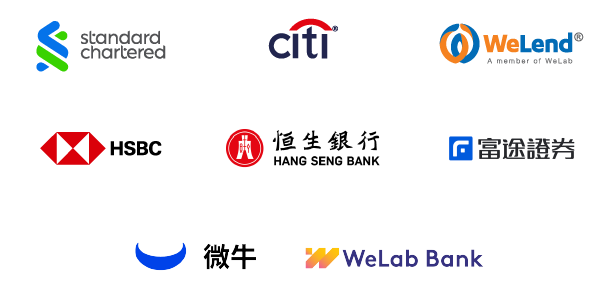 standard
chartered
citi®
WeLend®
A member of WeLab
HSBC
恒生銀行
HANG SENG BANK
富途證券
微牛
WeLab Bank